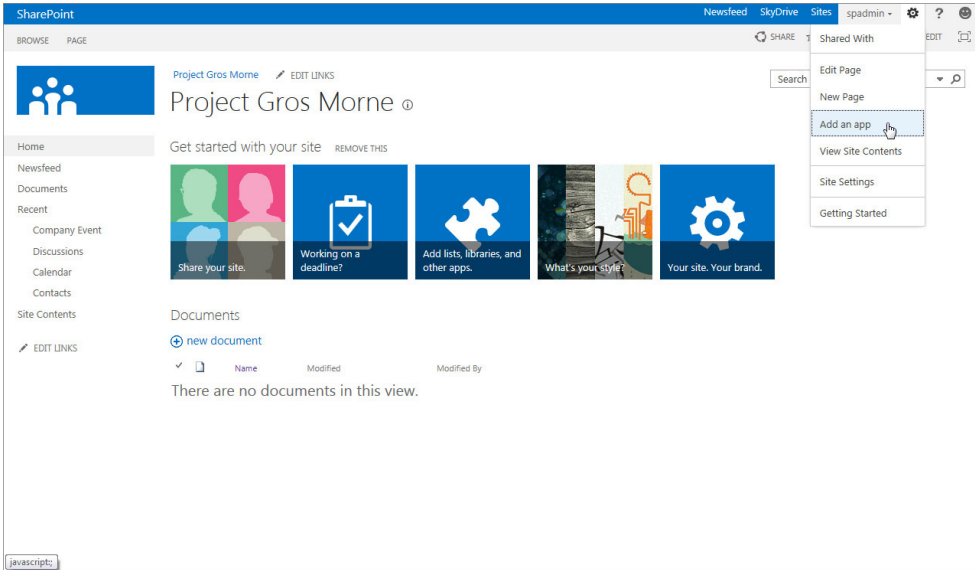 SharePoint
Newsfeed SkyDrive Sites spadmin ?
BROWSE PAGE
SHARE EDIT
Shared With
Edit Page
New Page
Add an app
View Site Contents
Site Settings
Getting Started
Project Gros Morne EDIT LINKS
Search
Project Gros Morne
Home
Newsfeed
Documents
Recent
Company Event
Discussions
Calendar
Contacts
Site Contents
EDIT LINKS
Get started with your site REMOVE THIS
Share your site.
Working on a
deadline?
Add lists, libraries, and
other apps.
What's your style?
Your site. Your brand.
Documents
new document
Name Modified Modified By
There are no documents in this view.
javascript:;